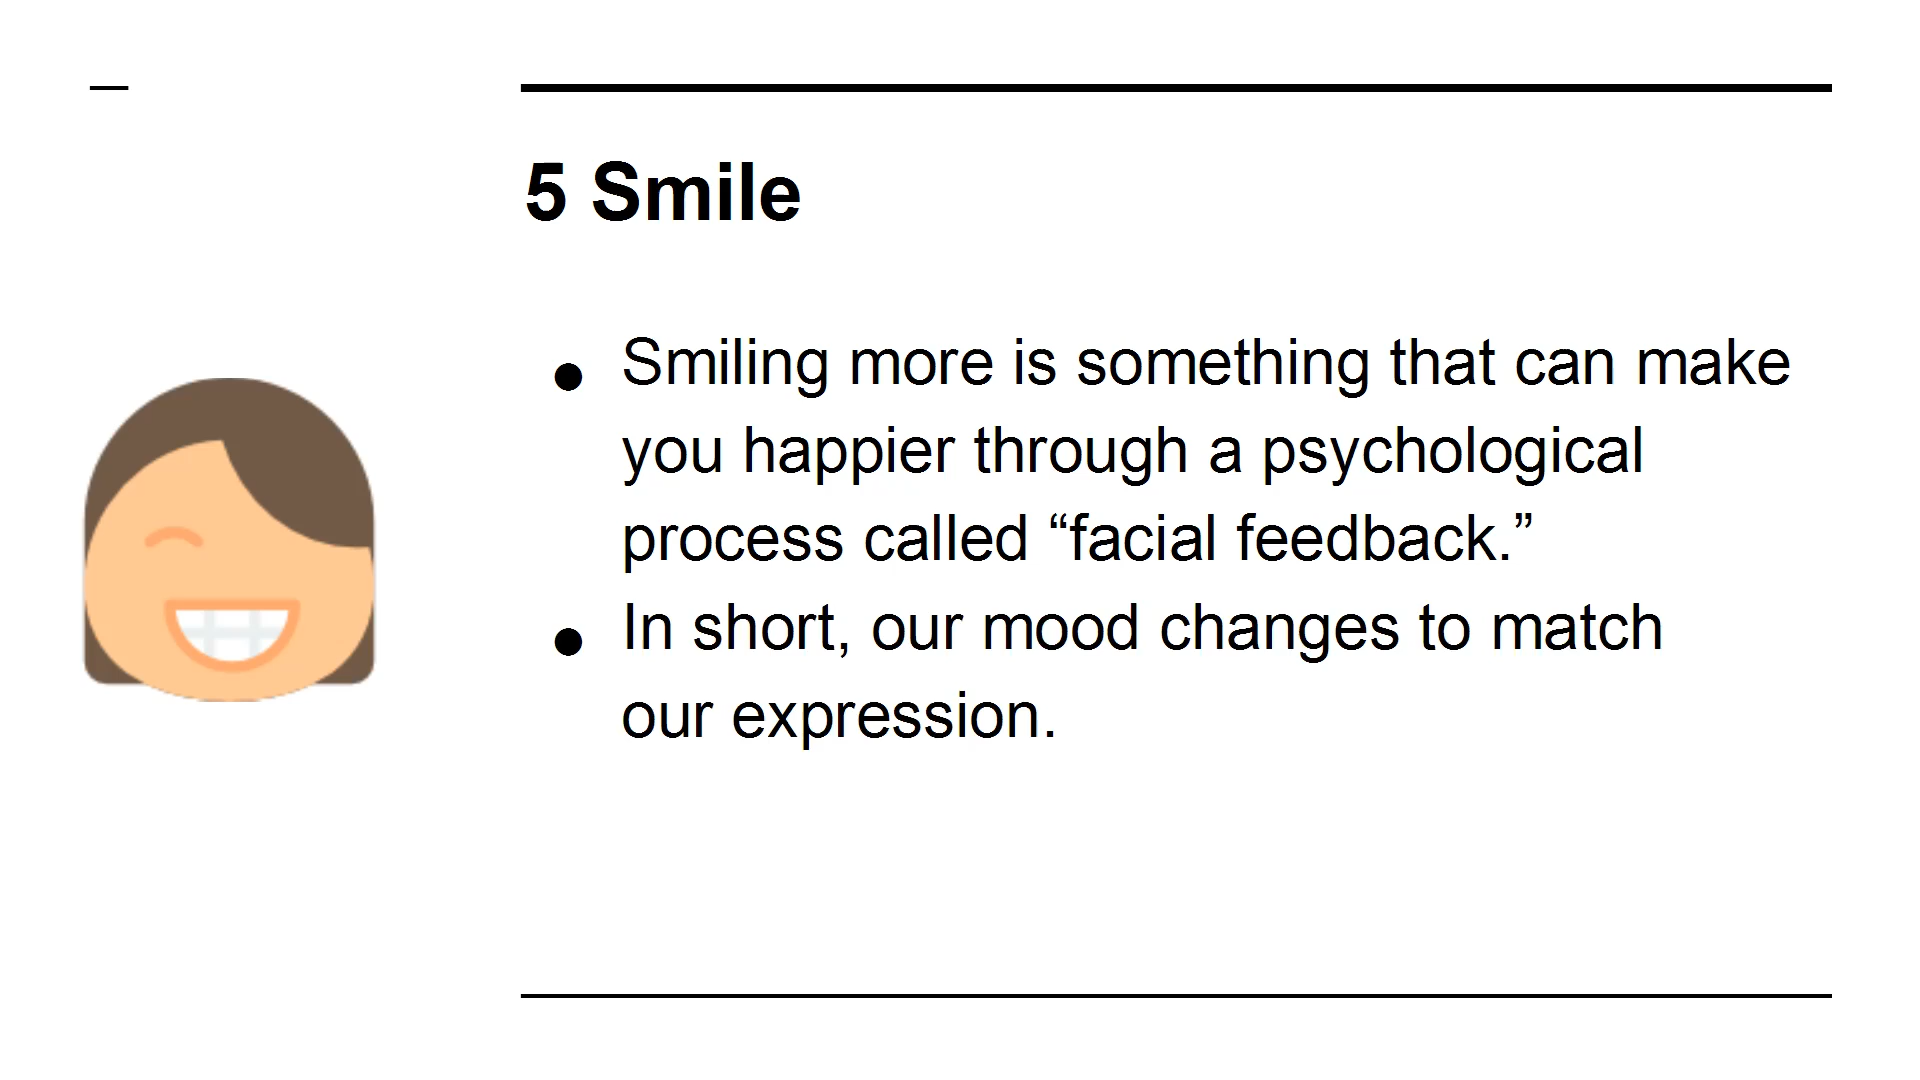 5 Smile
● Smiling more is something that can make
you happier through a psychological
process called “facial feedback.”
● In short, our mood changes to match
our expression.